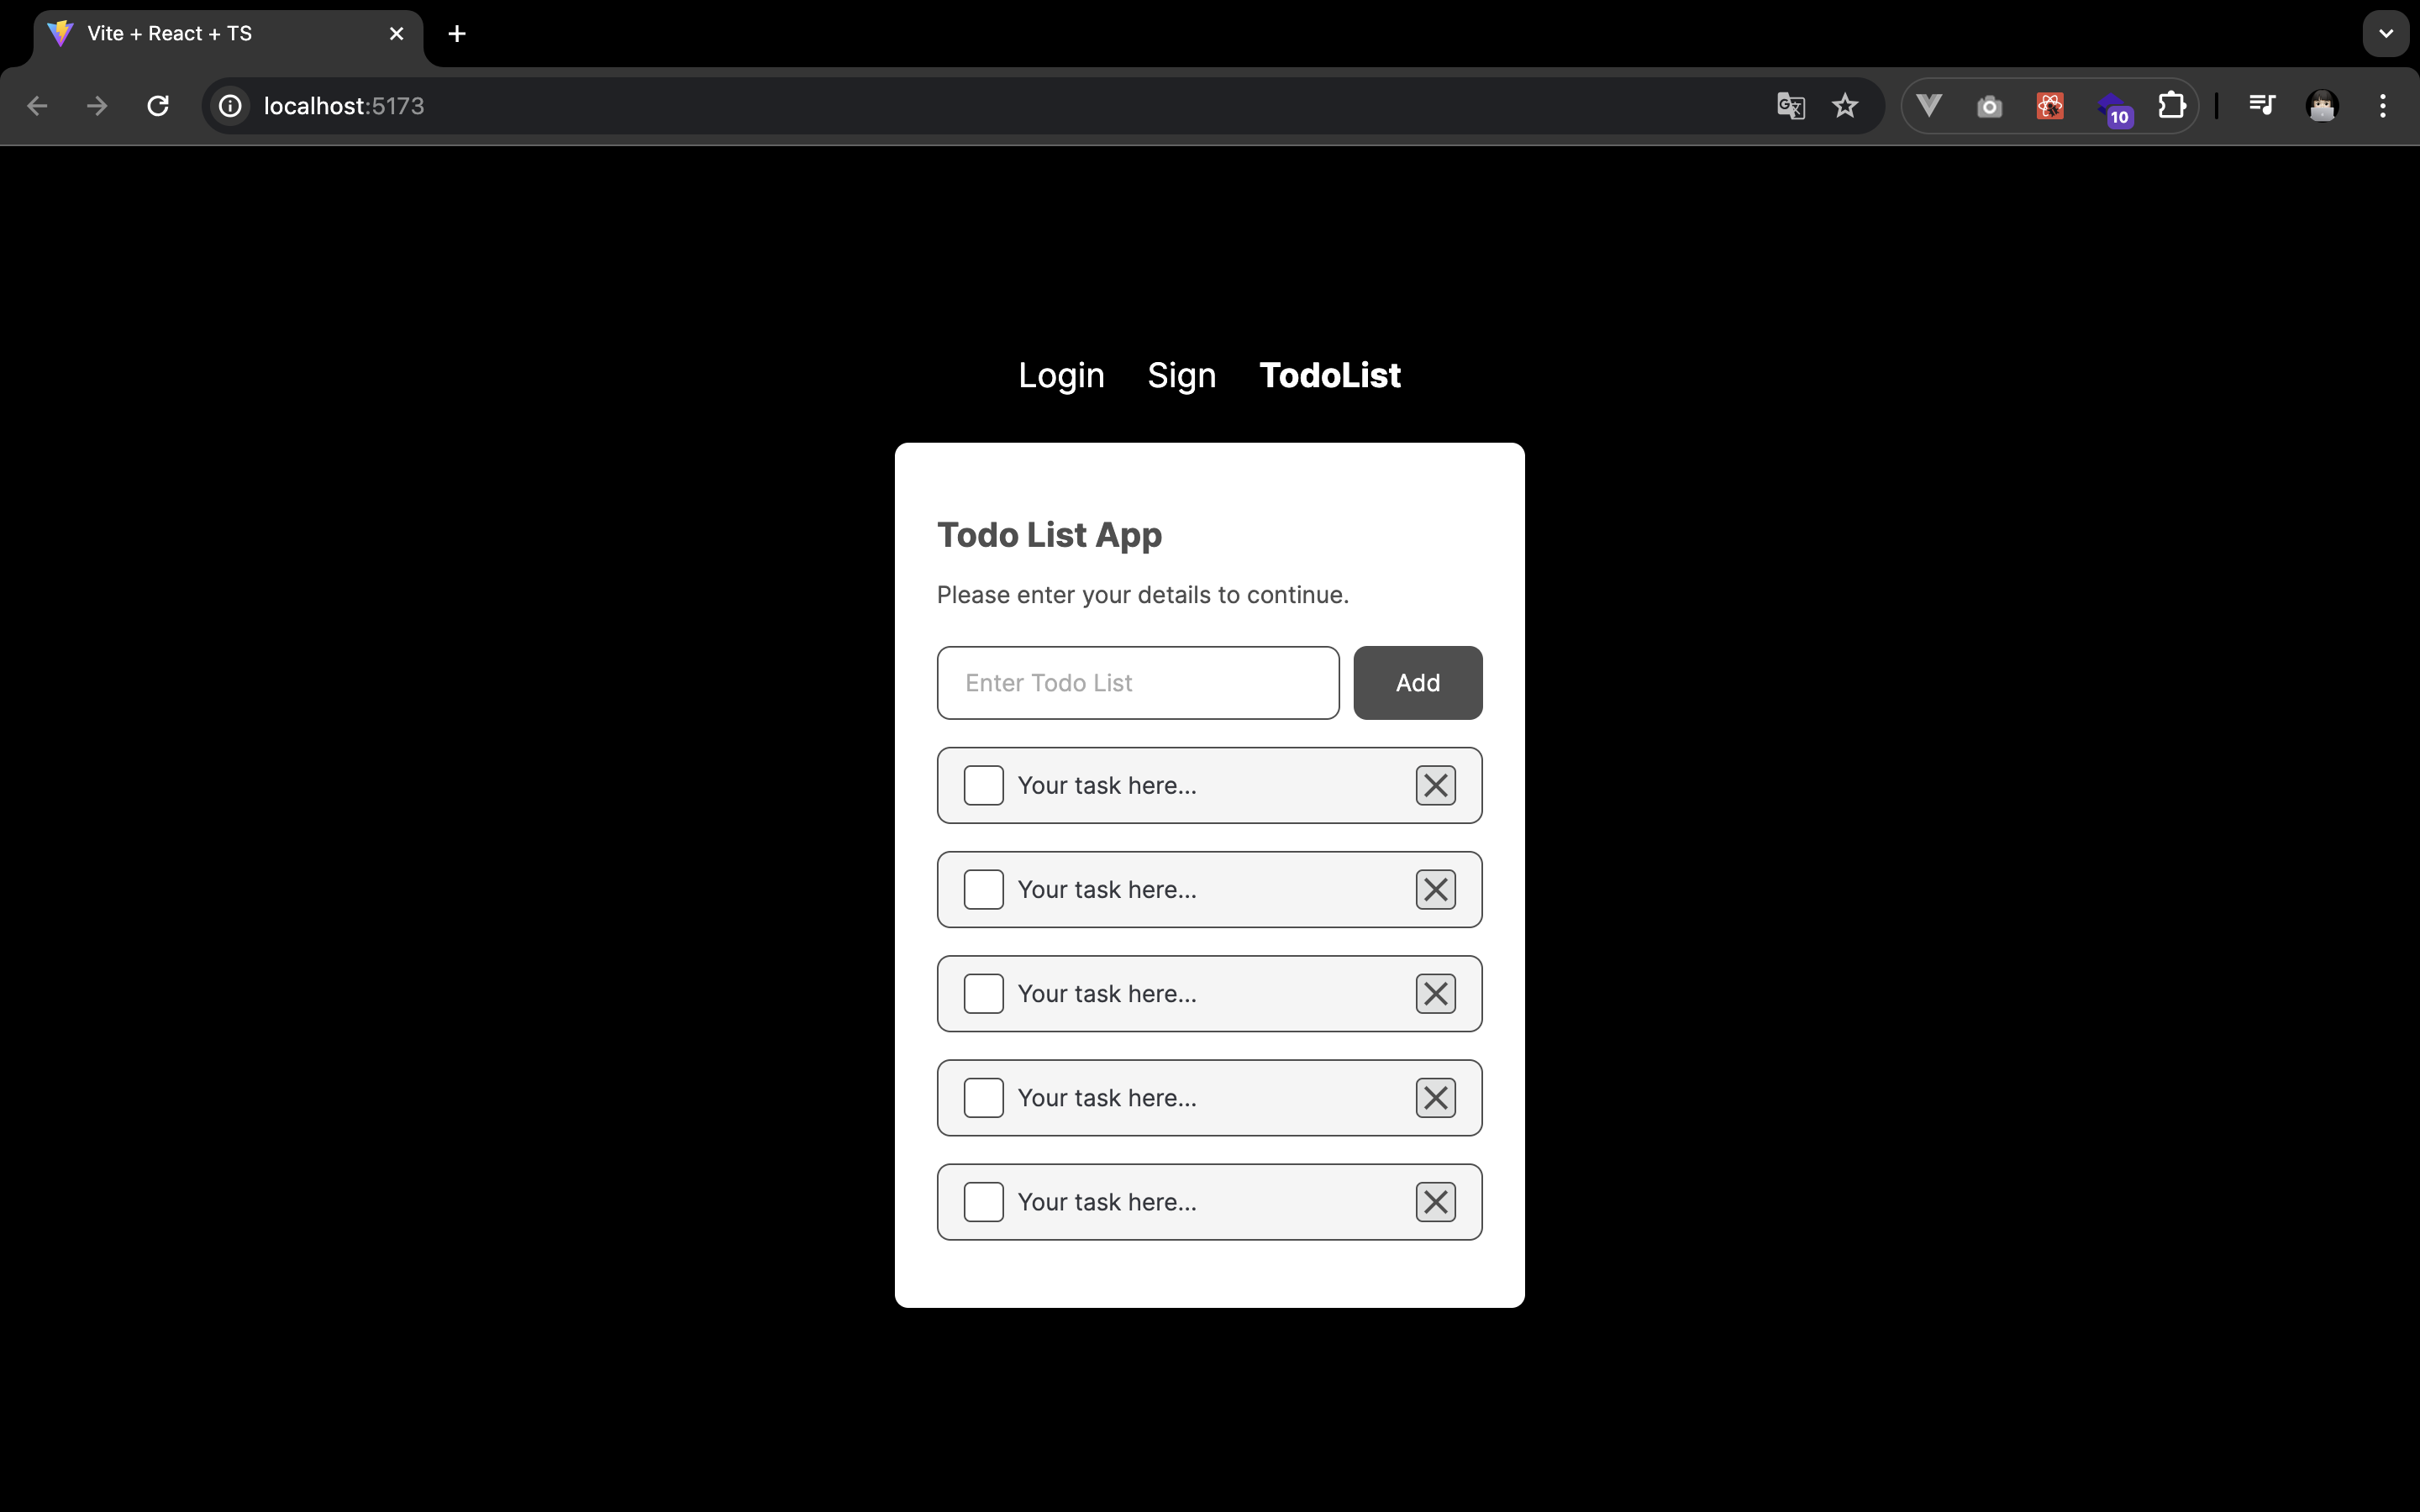 Vite + React + TS
localhost:5173
10
Login Sign TodoList
Todo List App
Please enter your details to continue.
Enter Todo List Add
Your task here...
Your task here...
Your task here...
Your task here...
Your task here...